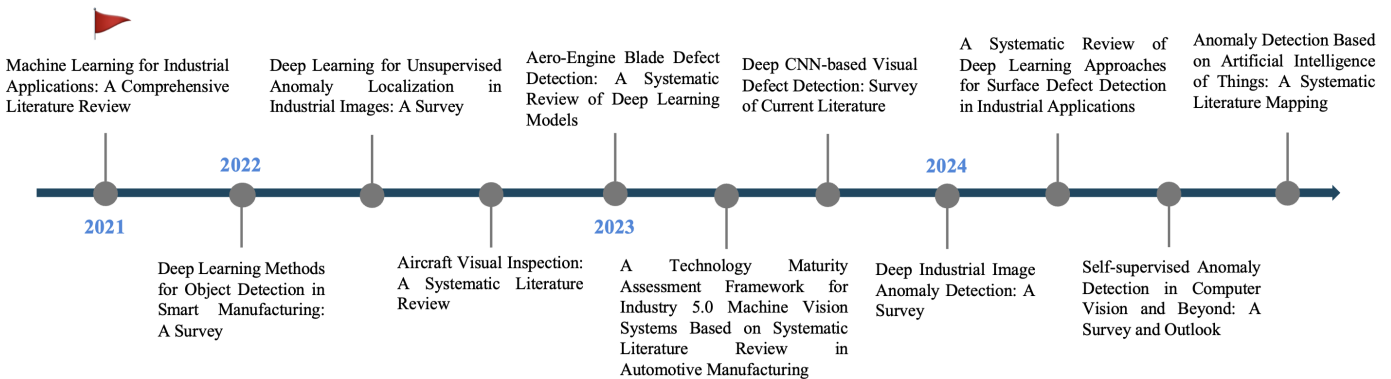 Machine Learning for Industrial
Applications: A Comprehensive
Literature Review
2021
2022
Deep Learning Methods
for Object Detection in
Smart Manufacturing:
A Survey
Deep Learning for Unsupervised
Anomaly Localization in
Industrial Images: A Survey
Aircraft Visual Inspection:
A Systematic Literature
Review
Aero-Engine Blade Defect
Detection: A Systematic
Review of Deep Learning
Models
2023
A Technology Maturity
Assessment Framework for
Industry 5.0 Machine Vision
Systems Based on Systematic
Literature Review in
Automotive Manufacturing
Deep CNN-based Visual
Defect Detection: Survey
of Current Literature
2024
Deep Industrial Image
Anomaly Detection: A
Survey
A Systematic Review of
Deep Learning Approaches
for Surface Defect Detection
in Industrial Applications
Self-supervised Anomaly
Detection in Computer
Vision and Beyond: A
Survey and Outlook
Anomaly Detection Based
on Artificial Intelligence
of Things: A Systematic
Literature Mapping